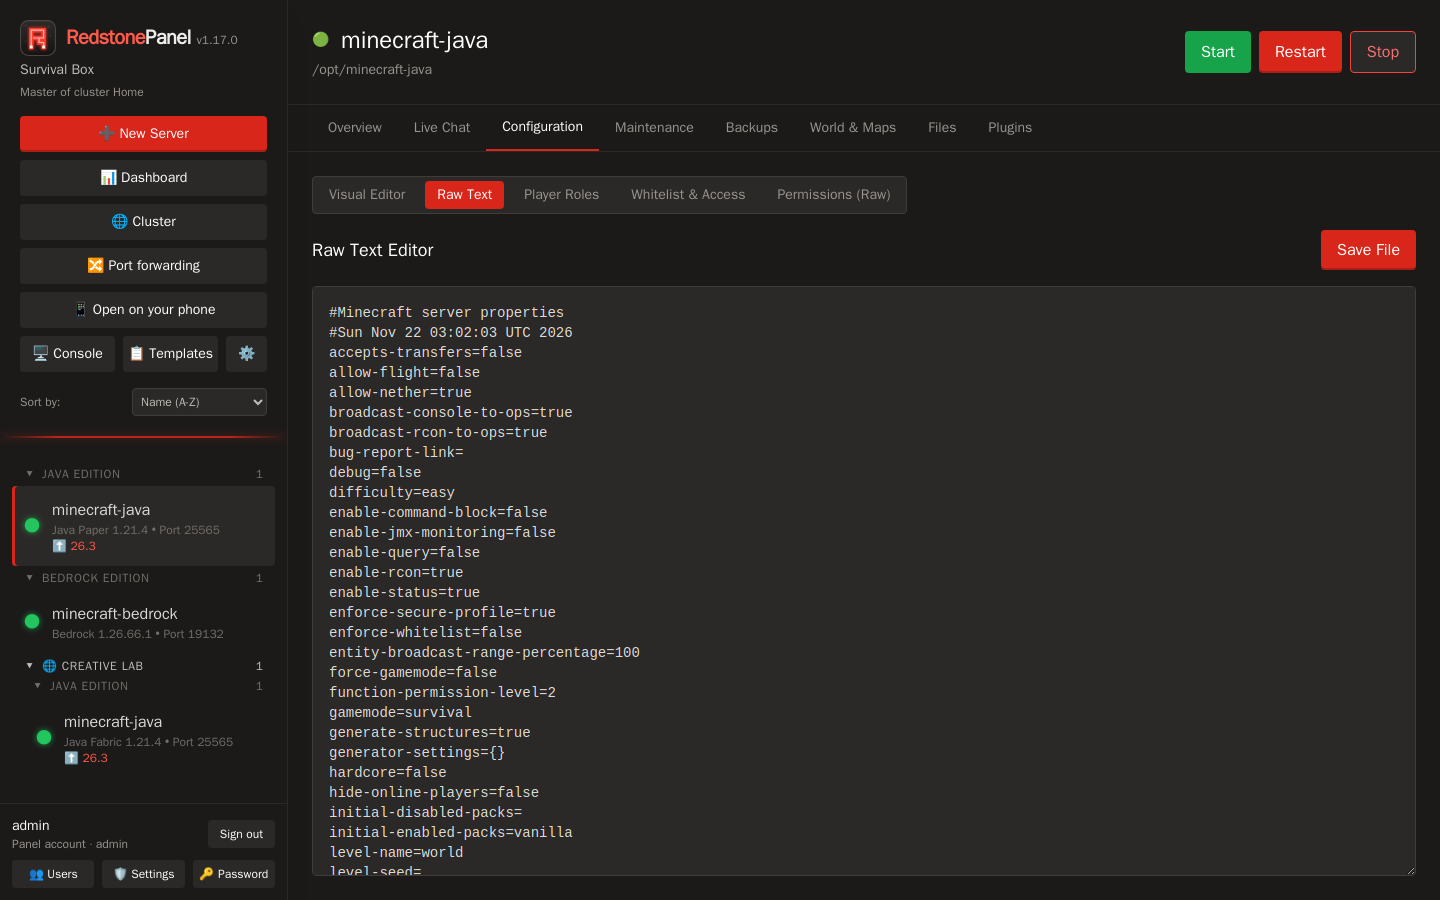 RedstonePanel v1.17.0
Survival Box
Master of cluster Home
➕ New Server
📊 Dashboard
🌐 Cluster
🔀 Port forwarding
📱 Open on your phone
🖥️ Console
📋 Templates
⚙️
Sort by:
Name (A-Z)
▼ JAVA EDITION 1
minecraft-java
Java Paper 1.21.4 • Port 25565
⬆️ 26.3
▼ BEDROCK EDITION 1
minecraft-bedrock
Bedrock 1.26.66.1 • Port 19132
▼ 🌐 CREATIVE LAB 1
▼ JAVA EDITION 1
minecraft-java
Java Fabric 1.21.4 • Port 25565
⬆️ 26.3
admin
Panel account · admin
Sign out
👥 Users
🛡️ Settings
🔑 Password
minecraft-java
/opt/minecraft-java
Start
Restart
Stop
Overview
Live Chat
Configuration
Maintenance
Backups
World & Maps
Files
Plugins
Visual Editor
Raw Text
Player Roles
Whitelist & Access
Permissions (Raw)
Raw Text Editor
Save File
#Minecraft server properties
#Sun Nov 22 03:02:03 UTC 2026
accepts-transfers=false
allow-flight=false
allow-nether=true
broadcast-console-to-ops=true
broadcast-rcon-to-ops=true
bug-report-link=
debug=false
difficulty=easy
enable-command-block=false
enable-jmx-monitoring=false
enable-query=false
enable-rcon=true
enable-status=true
enforce-secure-profile=true
enforce-whitelist=false
entity-broadcast-range-percentage=100
force-gamemode=false
function-permission-level=2
gamemode=survival
generate-structures=true
generator-settings={}
hardcore=false
hide-online-players=false
initial-disabled-packs=
initial-enabled-packs=vanilla
level-name=world
level-seed=